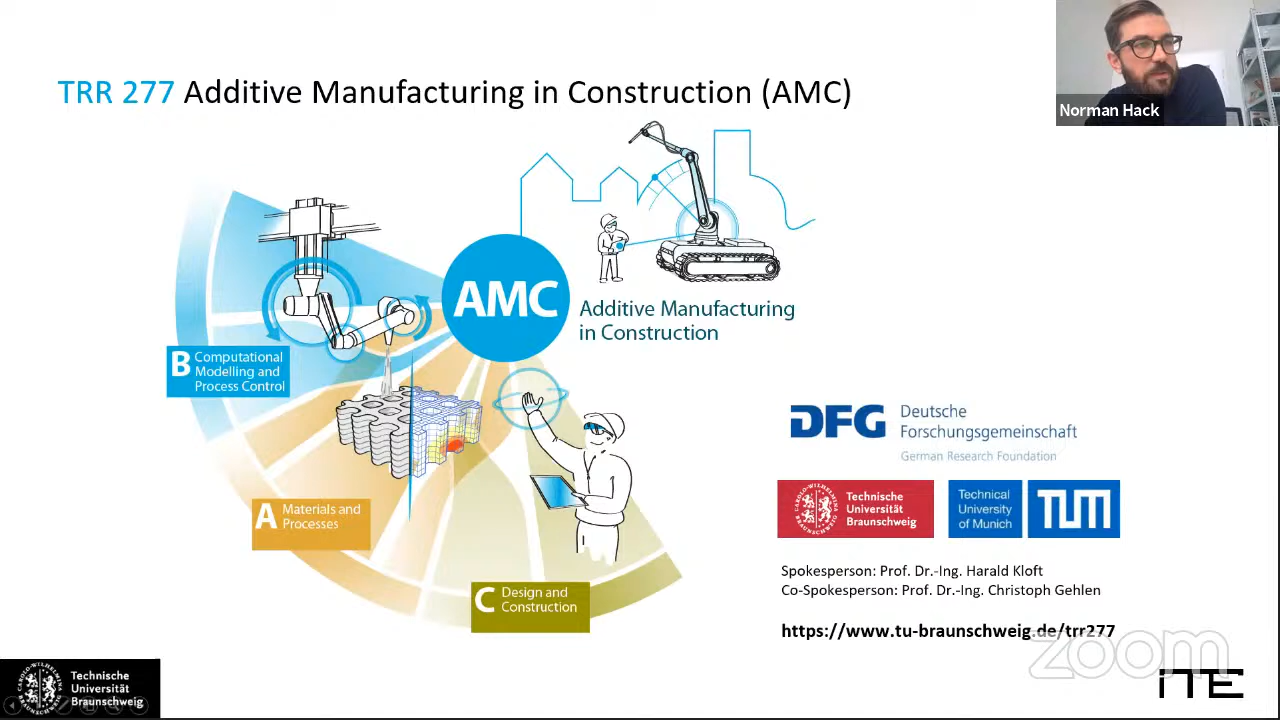 TRR 277 Additive Manufacturing in Construction (AMC)
Norman Hack
AMC
Additive Manufacturing
in Construction
B Computational
Modelling and
Process Control
A Materials and
Processes
C Design and
Construction
DFG Deutsche
Forschungsgemeinschaft
German Research Foundation
Technische
Universität
Braunschweig
Technical
University
of Munich
TUM
Spokesperson: Prof. Dr.-Ing. Harald Kloft
Co-Spokesperson: Prof. Dr.-Ing. Christoph Gehlen
https://www.tu-braunschweig.de/trr277
zoom
Technische
Universität
Braunschweig
iTE